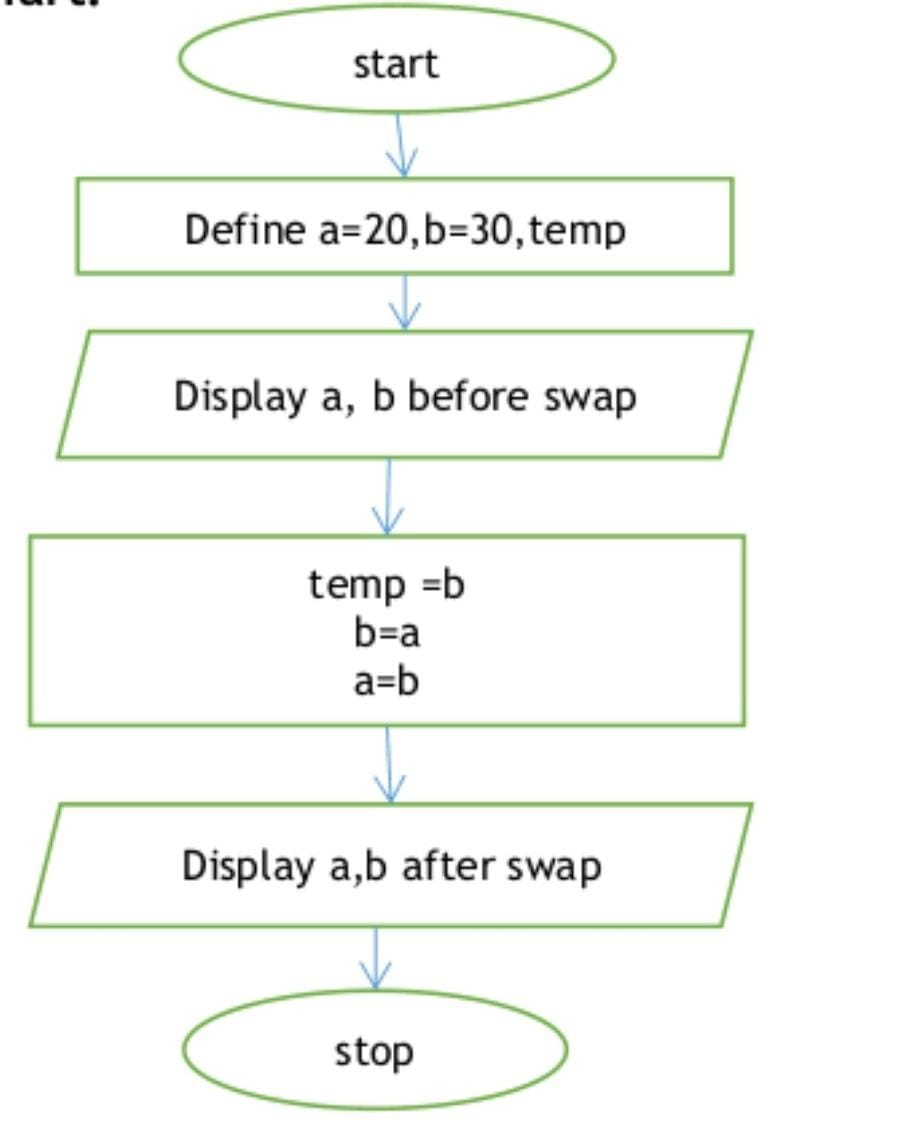 start
Define a=20,b=30,temp
Display a, b before swap
temp =b
b=a
a=b
Display a,b after swap
stop